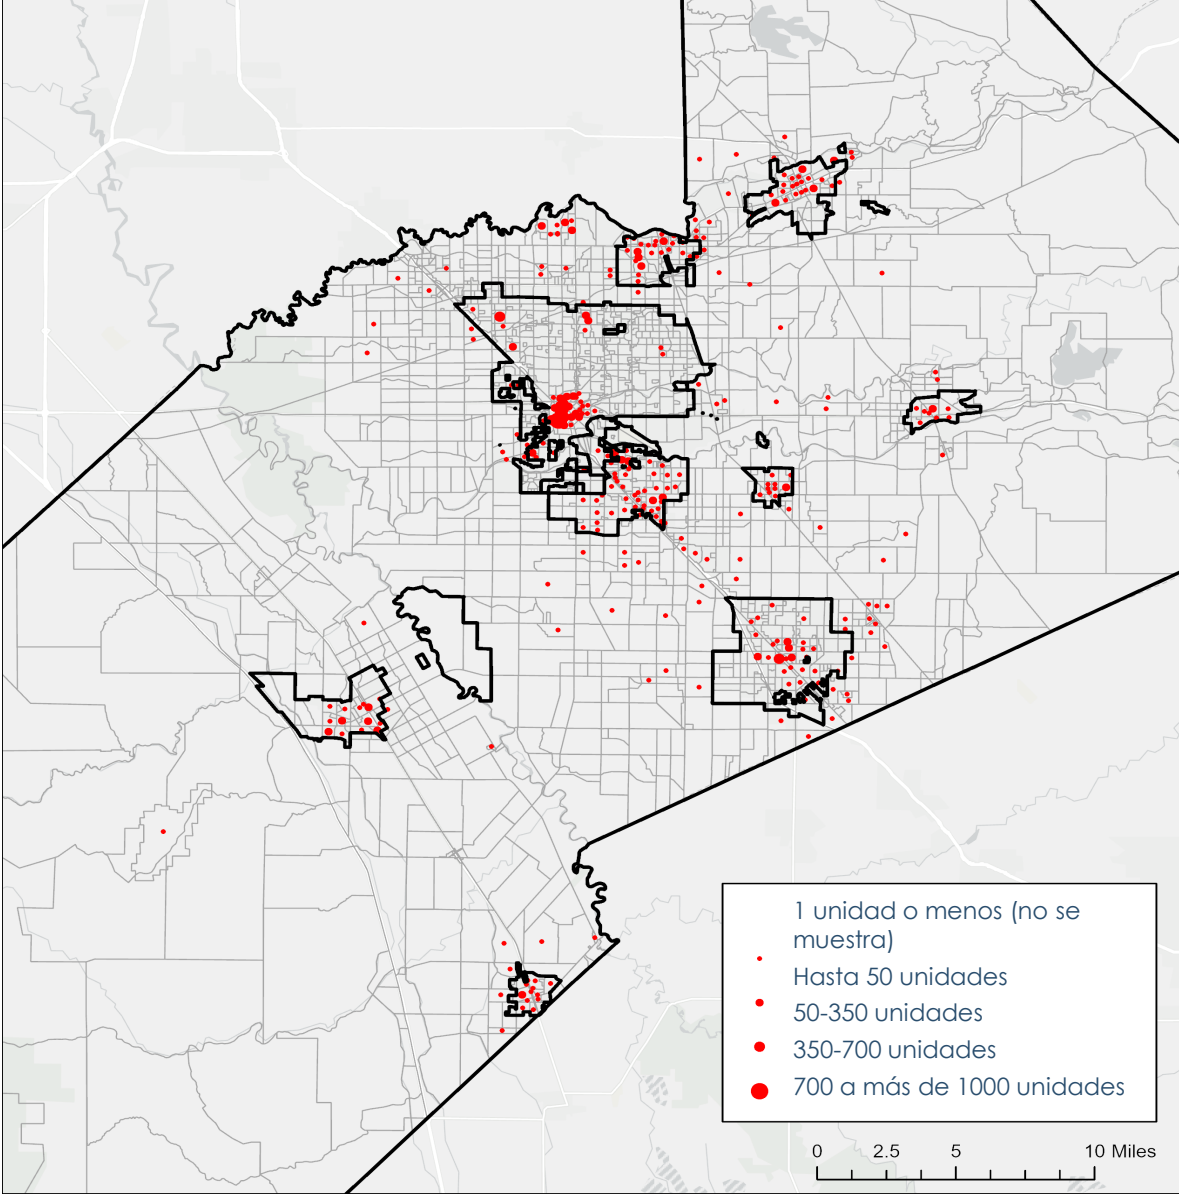 1 unidad o menos (no se
muestra)
Hasta 50 unidades
50-350 unidades
350-700 unidades
700 a más de 1000 unidades
0 2.5 5 10 Miles